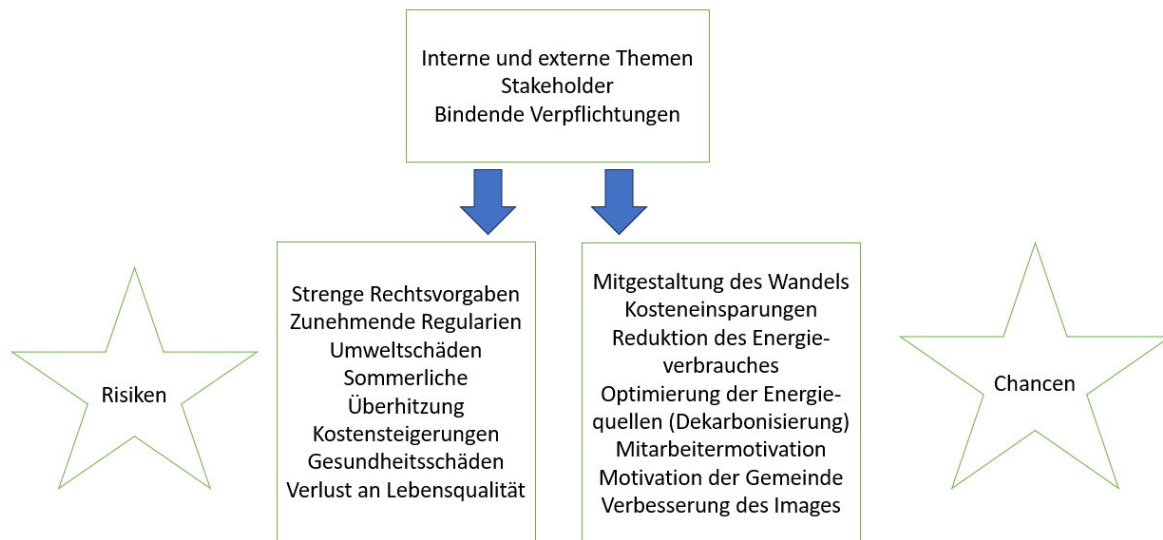 Interne und externe Themen
Stakeholder
Bindende Verpflichtungen
Risiken
Strenge Rechtsvorgaben
Zunehmende Regularien
Umweltschäden
Sommerliche
Überhitzung
Kostensteigerungen
Gesundheitsschäden
Verlust an Lebensqualität
Mitgestaltung des Wandels
Kosteneinsparungen
Reduktion des Energie-
verbrauches
Optimierung der Energie-
quellen (Dekarbonisierung)
Mitarbeitermotivation
Motivation der Gemeinde
Verbesserung des Images
Chancen